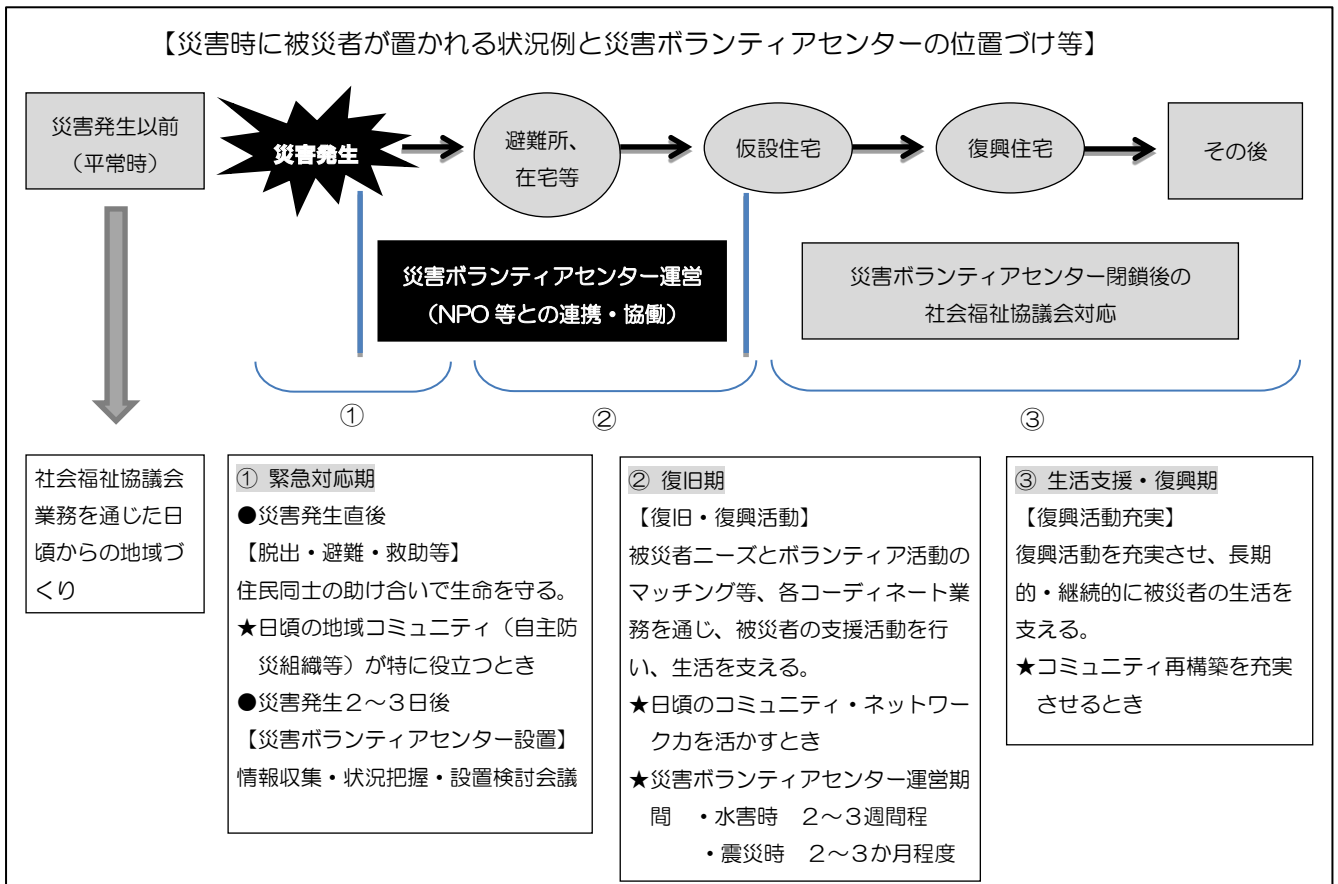 【災害時に被災者が置かれる状況例と災害ボランティアセンターの位置づけ等】
災害発生以前
（平常時）
災害発生
避難所、
在宅等
仮設住宅
復興住宅
その後
災害ボランティアセンター運営
（NPO 等との連携・協働）
災害ボランティアセンター閉鎖後の
社会福祉協議会対応
①
②
③
社会福祉協議会
業務を通じた日
頃からの地域づ
くり
① 緊急対応期
●災害発生直後
【脱出・避難・救助等】
住民同士の助け合いで生命を守る。
★日頃の地域コミュニティ（自主防
災組織等）が特に役立つとき
●災害発生２～３日後
【災害ボランティアセンター設置】
情報収集・状況把握・設置検討会議
② 復旧期
【復旧・復興活動】
被災者ニーズとボランティア活動の
マッチング等、各コーディネート業
務を通じ、被災者の支援活動を行
い、生活を支える。
★日頃のコミュニティ・ネットワー
ク力を活かすとき
★災害ボランティアセンター運営期
間　・水害時　２～３週間程
・震災時　２～３か月程度
③ 生活支援・復興期
【復興活動充実】
復興活動を充実させ、長期
的・継続的に被災者の生活を
支える。
★コミュニティ再構築を充実
させるとき